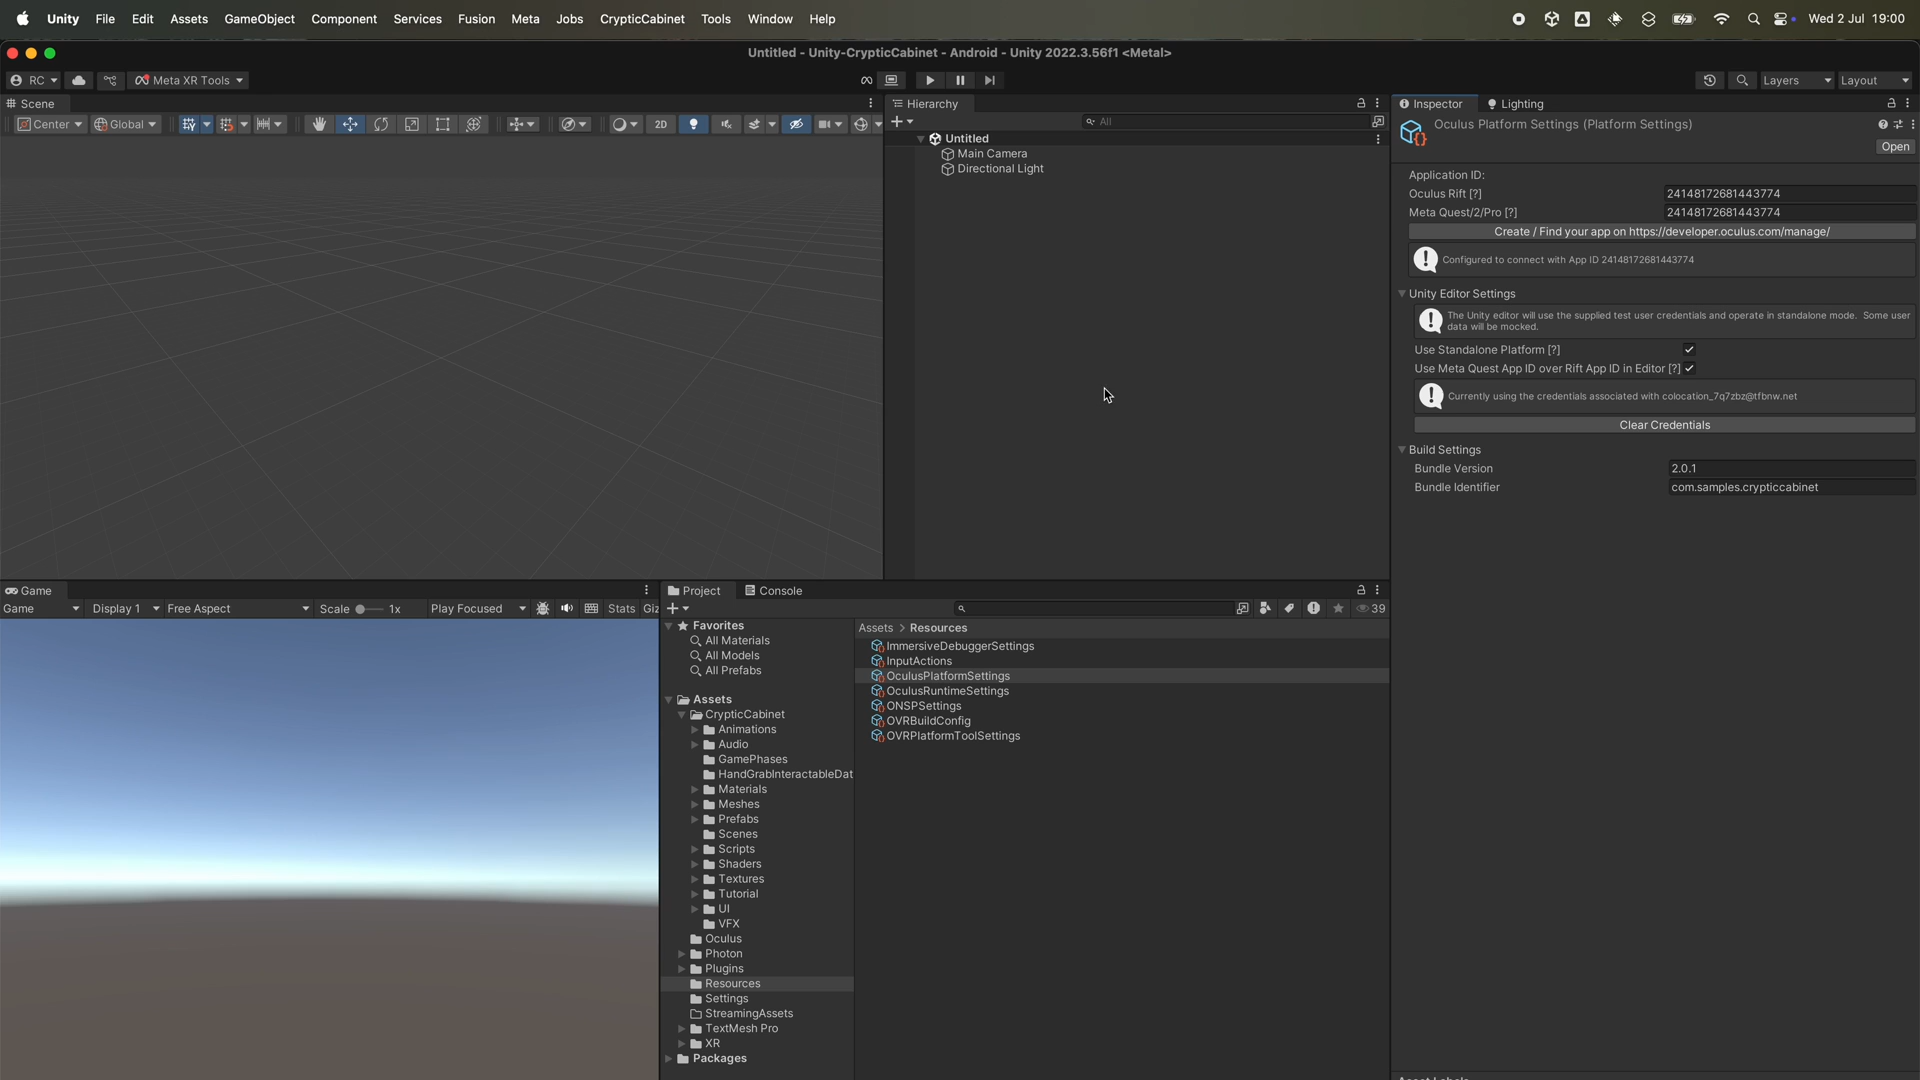 Unity File Edit Assets GameObject Component Services Fusion Meta Jobs CrypticCabinet Tools Window Help Wed 2 Jul 19:00
Untitled - Unity-CrypticCabinet - Android - Unity 2022.3.56f1 <Metal>
RC Meta XR Tools Layers Layout
Scene
Center Global 2D
Hierarchy
All
Untitled
Main Camera
Directional Light
Inspector Lighting
Oculus Platform Settings (Platform Settings)
Open
Application ID:
Oculus Rift [?] 24148172681443774
Meta Quest/2/Pro [?] 24148172681443774
Create / Find your app on https://developer.oculus.com/manage/
Configured to connect with App ID 24148172681443774
Unity Editor Settings
The Unity editor will use the supplied test user credentials and operate in standalone mode. Some user
data will be mocked.
Use Standalone Platform [?]
Use Meta Quest App ID over Rift App ID in Editor [?]
Currently using the credentials associated with colocation_7q7zbz@tfbnw.net
Clear Credentials
Build Settings
Bundle Version 2.0.1
Bundle Identifier com.samples.crypticcabinet
Game
Game Display 1 Free Aspect Scale 1x Play Focused Stats Giz
Project Console
39
Favorites
All Materials
All Models
All Prefabs
Assets
CrypticCabinet
Animations
Audio
GamePhases
HandGrabInteractableDat
Materials
Meshes
Prefabs
Scenes
Scripts
Shaders
Textures
Tutorial
UI
VFX
Oculus
Photon
Plugins
Resources
Settings
StreamingAssets
TextMesh Pro
XR
Packages
Assets > Resources
ImmersiveDebuggerSettings
InputActions
OculusPlatformSettings
OculusRuntimeSettings
ONSPSettings
OVRBuildConfig
OVRPlatformToolSettings